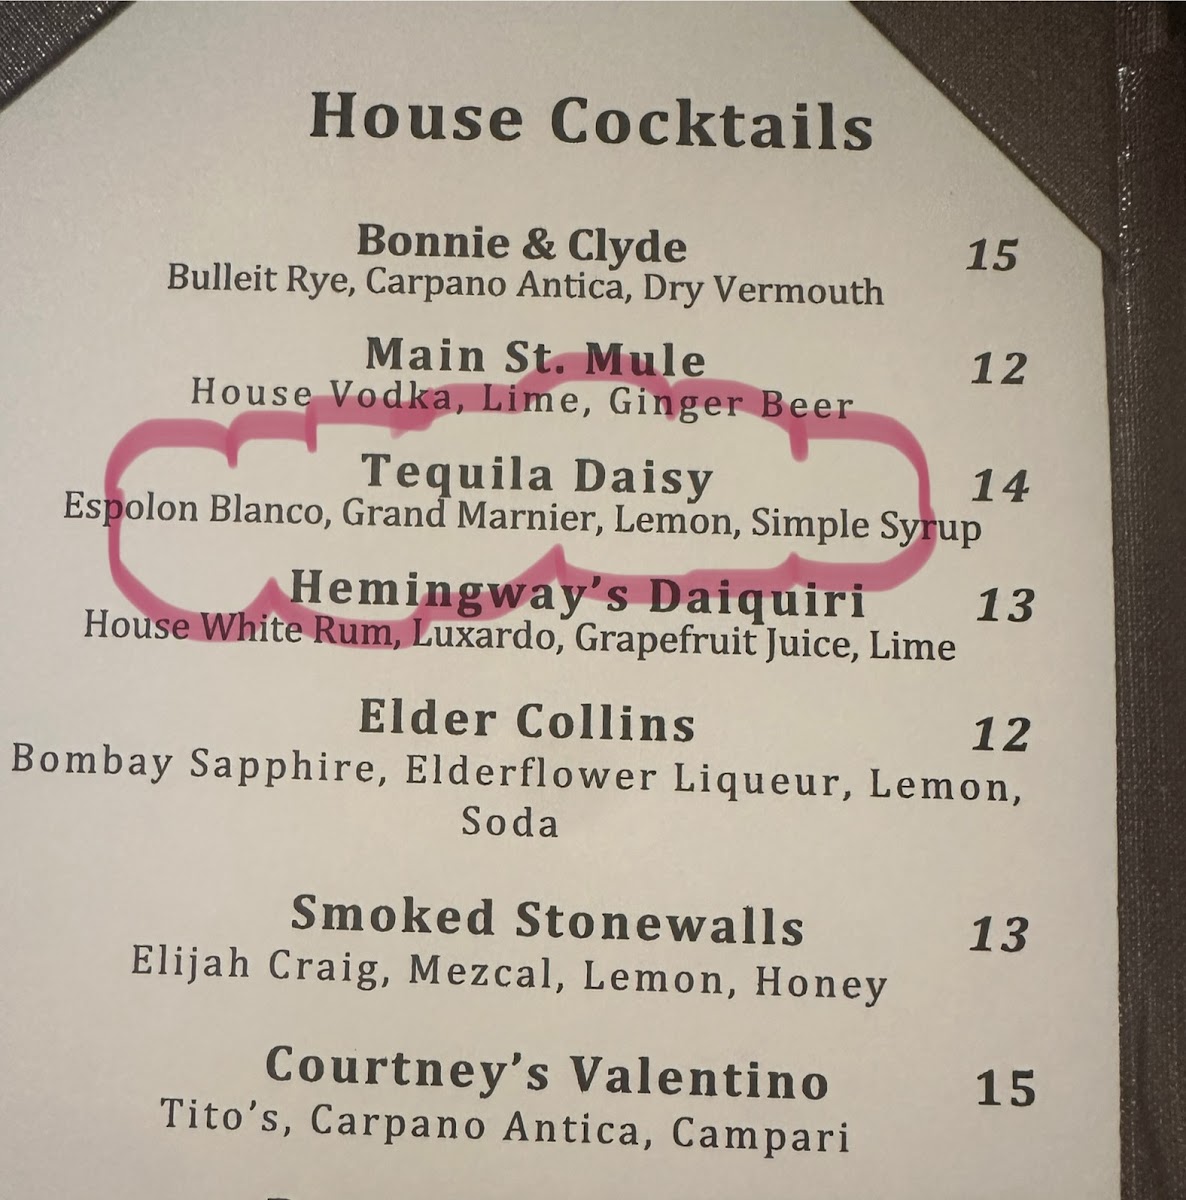 House Cocktails
Bonnie & Clyde 15
Bulleit Rye, Carpano Antica, Dry Vermouth
Main St. Mule 12
House Vodka, Lime, Ginger Beer
Tequila Daisy 14
Espolon Blanco, Grand Marnier, Lemon, Simple Syrup
Hemingway's Daiquiri 13
House White Rum, Luxardo, Grapefruit Juice, Lime
Elder Collins 12
Bombay Sapphire, Elderflower Liqueur, Lemon,
Soda
Smoked Stonewalls 13
Elijah Craig, Mezcal, Lemon, Honey
Courtney's Valentino 15
Tito's, Carpano Antica, Campari